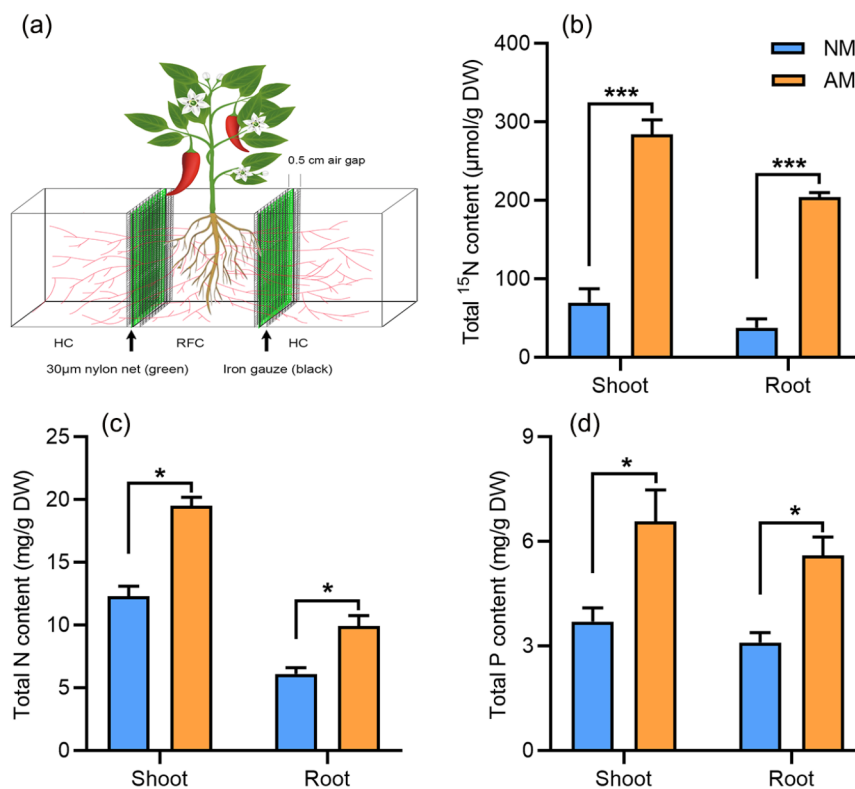 (a)
0.5 cm air gap
HC
RFC
HC
30μm nylon net (green)
Iron gauze (black)
(b)
NM
AM
Total ¹⁵N content (μmol/g DW)
400
300
200
100
0
***
***
Shoot
Root
(c)
Total N content (mg/g DW)
25
20
15
10
5
0
*
*
Shoot
Root
(d)
Total P content (mg/g DW)
9
6
3
0
*
*
Shoot
Root